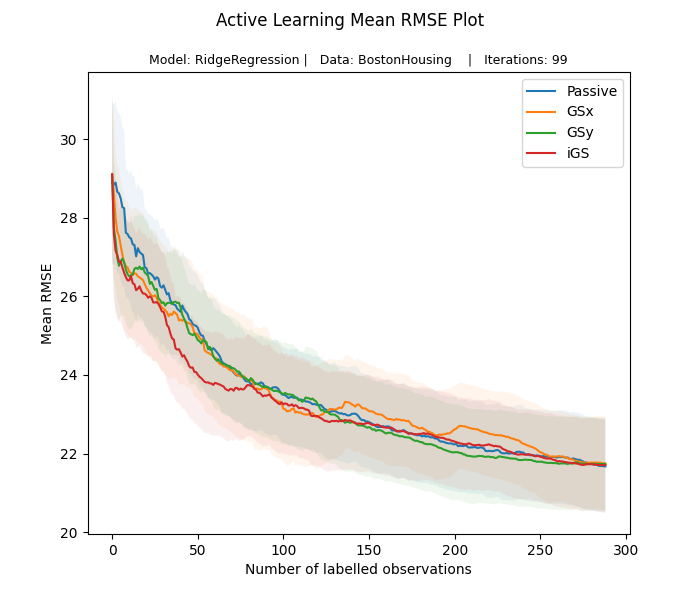 Active Learning Mean RMSE Plot
Model: RidgeRegression | Data: BostonHousing | Iterations: 99
Passive
GSx
GSy
iGS
Mean RMSE
30
28
26
24
22
20
0 50 100 150 200 250 300
Number of labelled observations